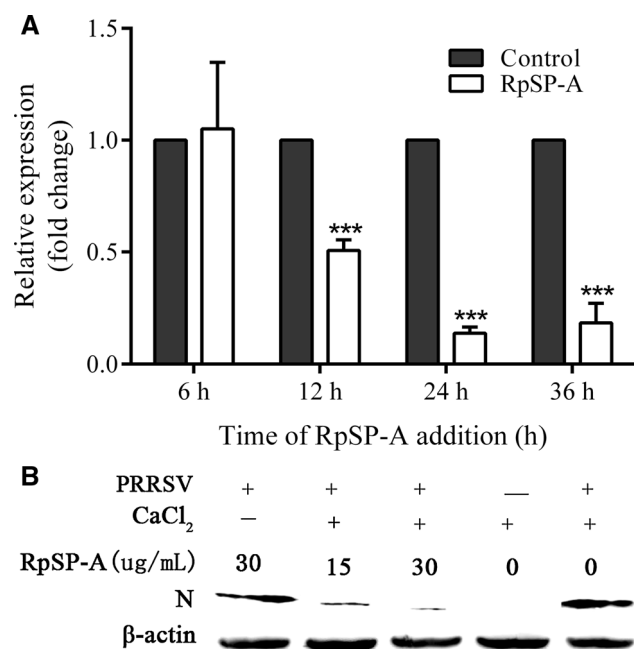 A
1.5
1.0
0.5
0.0
Relative expression
(fold change)
Control
RpSP-A
***
***
***
6 h 12 h 24 h 36 h
Time of RpSP-A addition (h)
B
PRRSV + + + — +
CaCl₂ − + + + +
RpSP-A(ug/mL) 30 15 30 0 0
N
β-actin